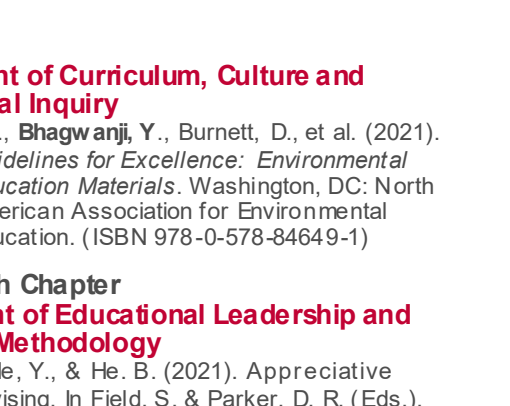 nt of Curriculum, Culture and
al Inquiry
., Bhagwanji, Y., Burnett, D., et al. (2021).
idelines for Excellence: Environmental
ucation Materials. Washington, DC: North
erican Association for Environmental
ucation. (ISBN 978-0-578-84649-1)
h Chapter
nt of Educational Leadership and
Methodology
le, Y., & He. B. (2021). Appreciative
vising. In Field, S. & Parker, D. R. (Eds.),